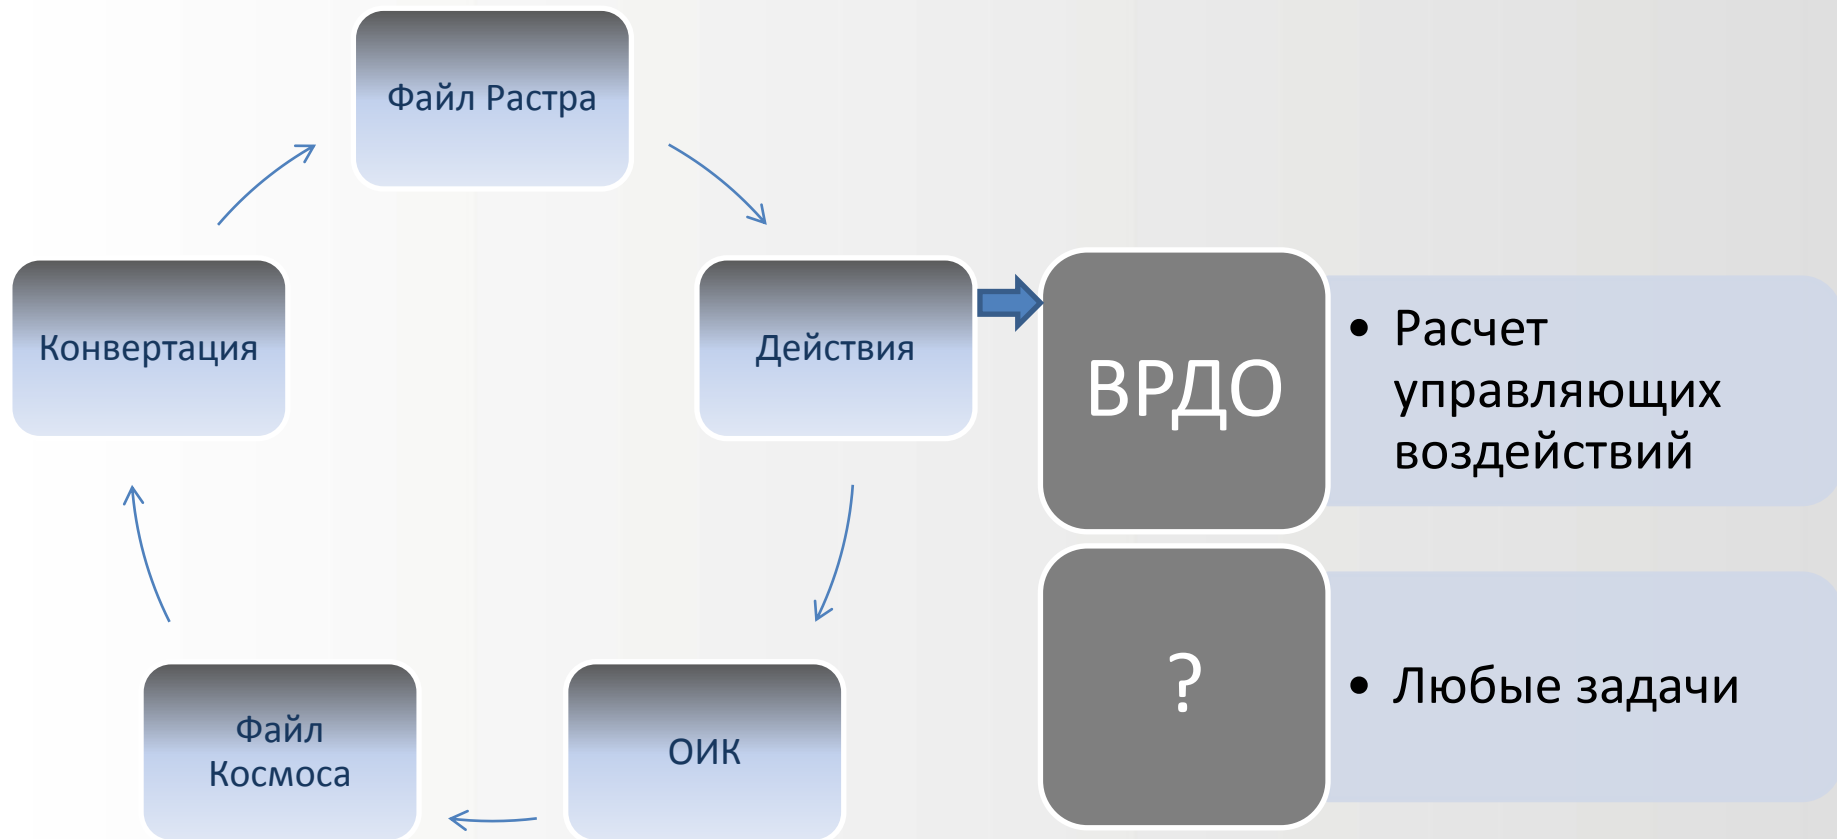 Файл Растра
Конвертация
Действия
ВРДО
• Расчет
управляющих
воздействий
Файл
Космоса
ОИК
?
• Любые задачи